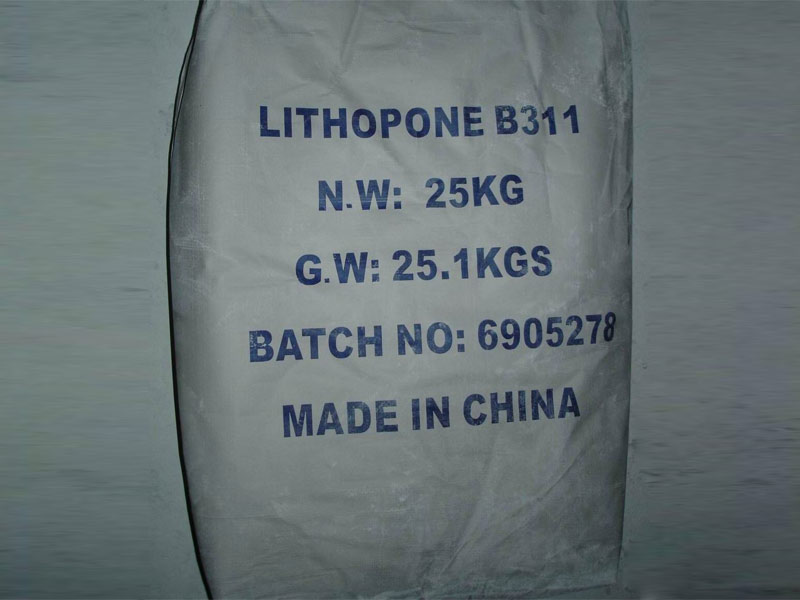 LITHOPONE B311
N.W: 25KG
G.W: 25.1KGS
BATCH NO: 6905278
MADE IN CHINA